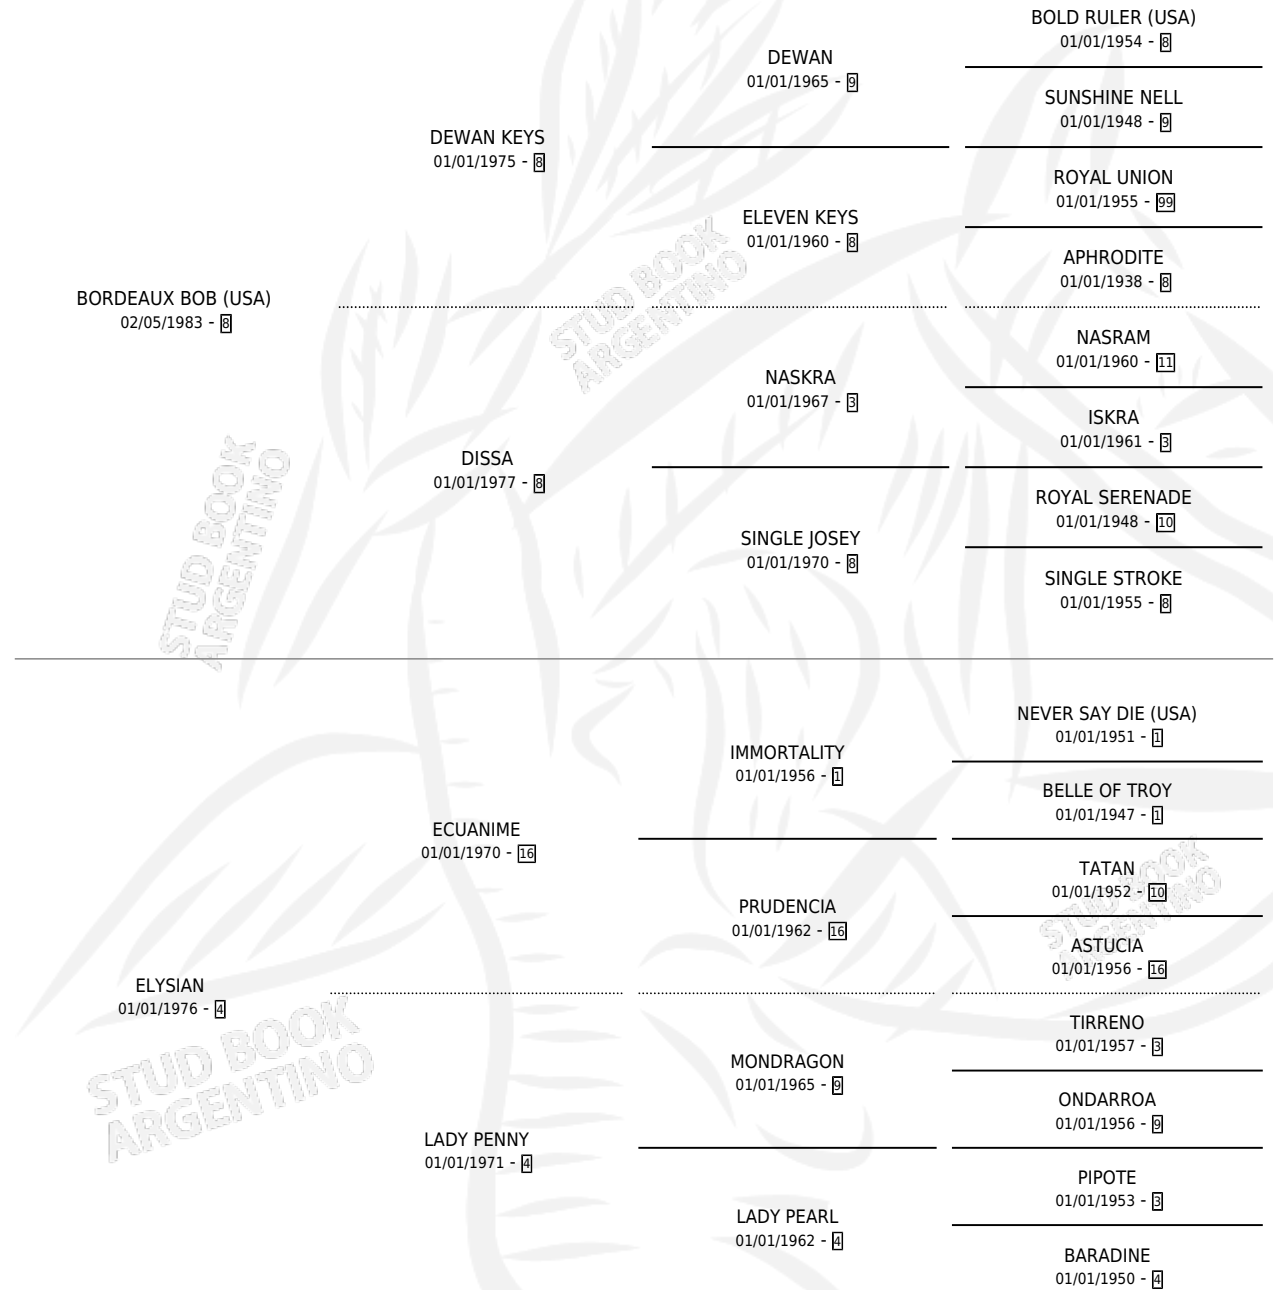 BOLD RULER (USA)
01/01/1954 - 8
DEWAN
01/01/1965 - 9
SUNSHINE NELL
01/01/1948 - 9
DEWAN KEYS
01/01/1975 - 8
ROYAL UNION
01/01/1955 - 99
ELEVEN KEYS
01/01/1960 - 8
APHRODITE
01/01/1938 - 8
BORDEAUX BOB (USA)
02/05/1983 - 8
STUD BOOK
ARGENTINO
NASRAM
01/01/1960 - 11
NASKRA
01/01/1967 - 3
ISKRA
01/01/1961 - 3
DISSA
01/01/1977 - 8
ROYAL SERENADE
01/01/1948 - 10
SINGLE JOSEY
01/01/1970 - 8
SINGLE STROKE
01/01/1955 - 8
STUD BOOK
ARGENTINO
NEVER SAY DIE (USA)
01/01/1951 - 1
IMMORTALITY
01/01/1956 - 1
BELLE OF TROY
01/01/1947 - 1
ECUANIME
01/01/1970 - 16
TATAN
01/01/1952 - 10
PRUDENCIA
01/01/1962 - 16
STUD BOOK
ARGENTINO
ASTUCIA
01/01/1956 - 16
ELYSIAN
01/01/1976 - 4
TIRRENO
01/01/1957 - 3
MONDRAGON
01/01/1965 - 9
STUD BOOK
ARGENTINO
ONDARROA
01/01/1956 - 9
LADY PENNY
01/01/1971 - 4
PIPOTE
01/01/1953 - 3
LADY PEARL
01/01/1962 - 4
BARADINE
01/01/1950 - 4